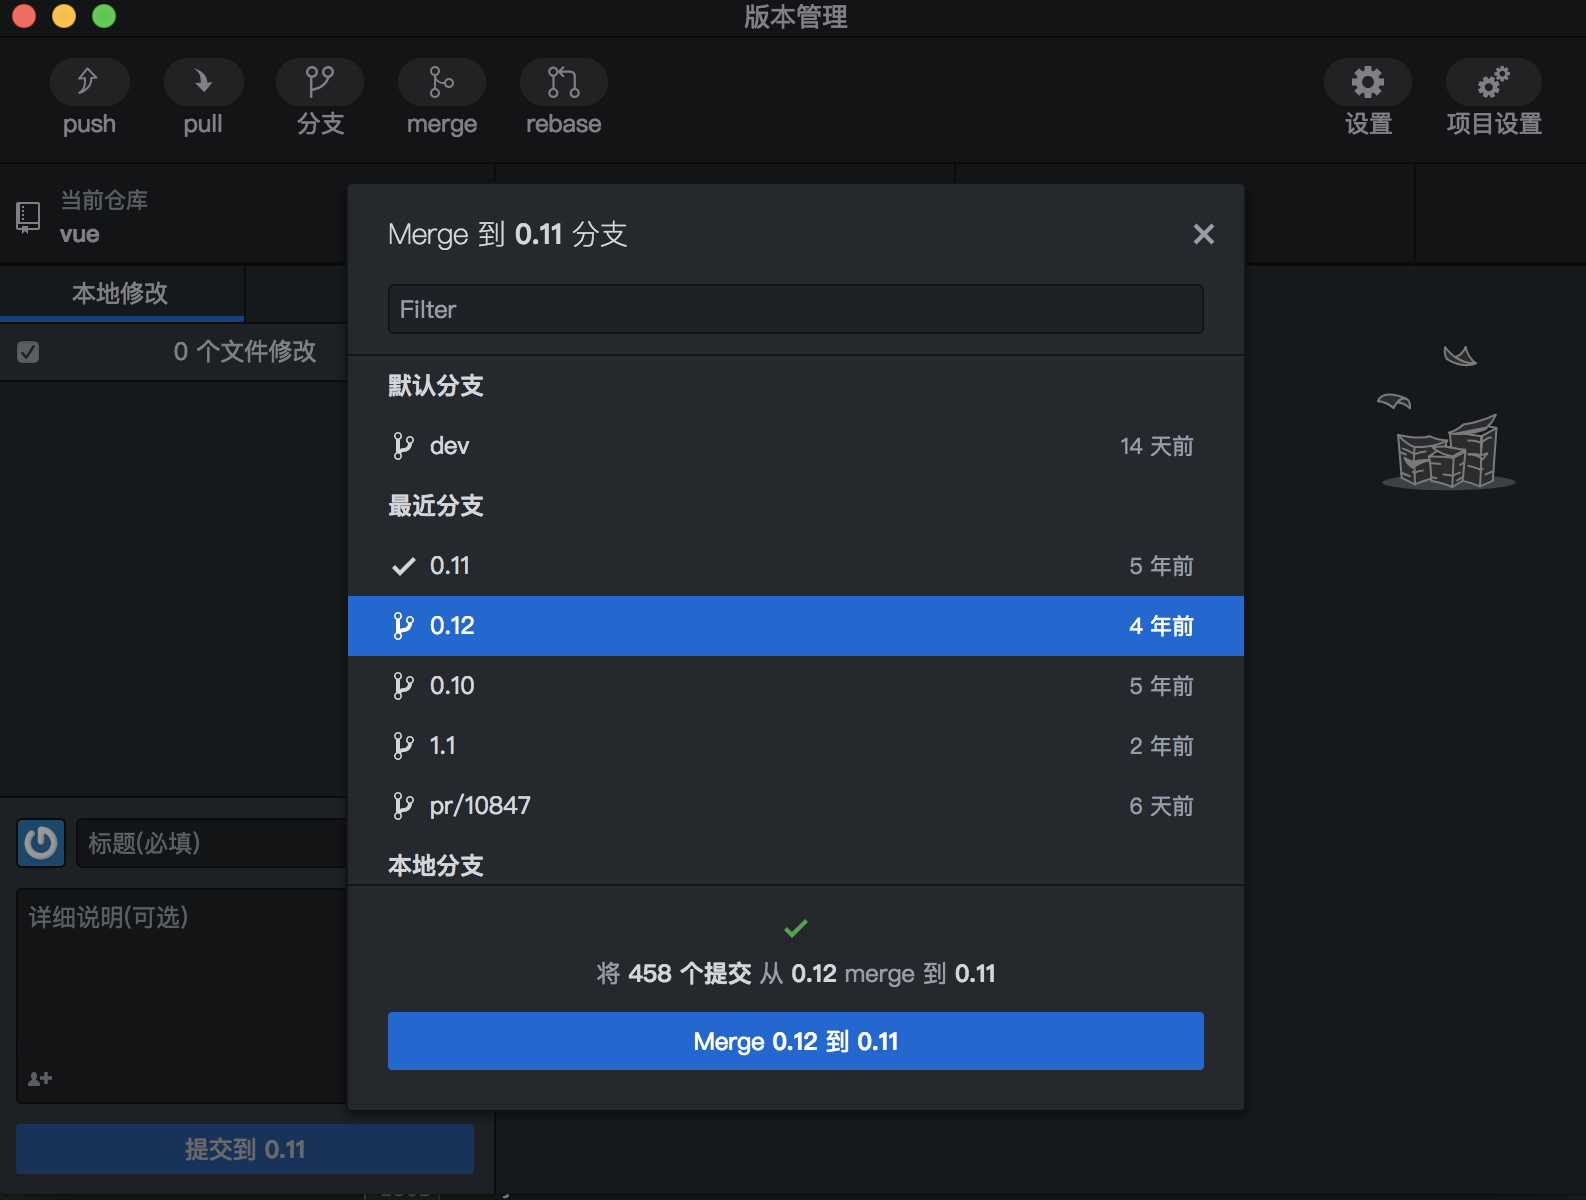 版本管理
push
pull
分支
merge
rebase
设置
项目设置
当前仓库
vue
本地修改
0 个文件修改
Merge 到 0.11 分支
Filter
默认分支
dev
14 天前
最近分支
0.11
5 年前
0.12
4 年前
0.10
5 年前
1.1
2 年前
pr/10847
6 天前
本地分支
将 458 个提交 从 0.12 merge 到 0.11
Merge 0.12 到 0.11
标题(必填)
详细说明(可选)
提交到 0.11